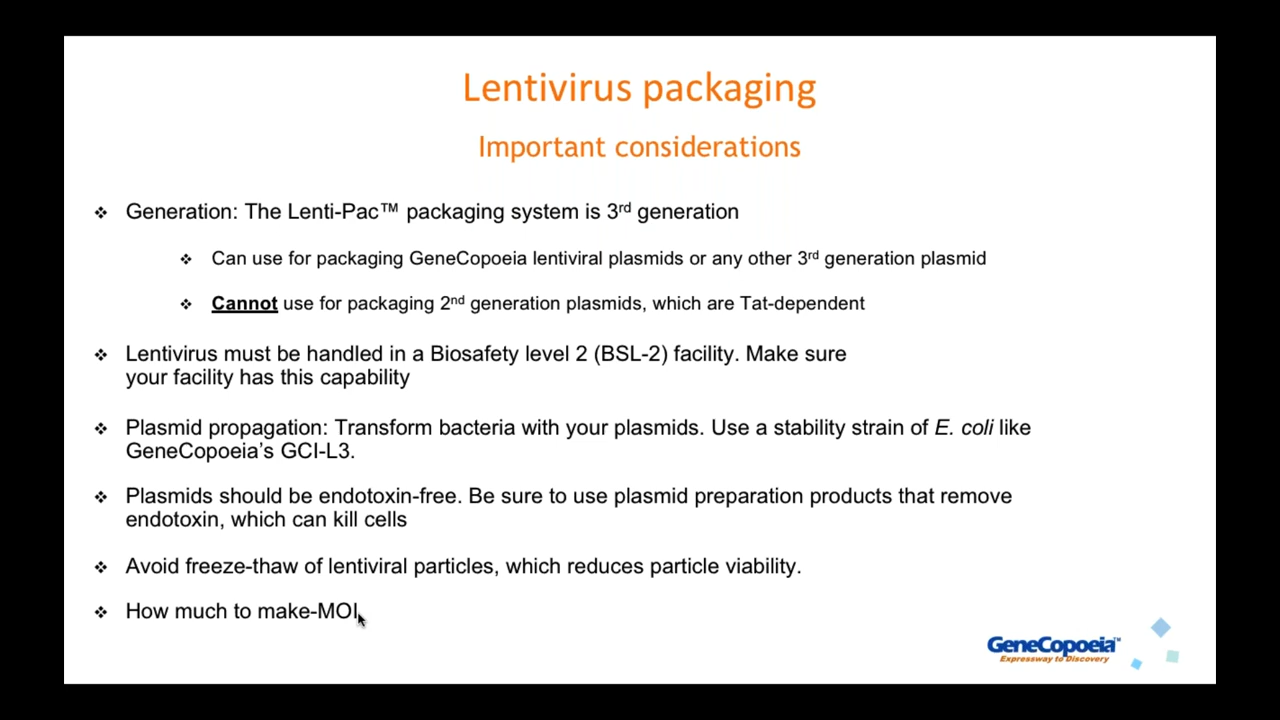 Lentivirus packaging
Important considerations
❖ Generation: The Lenti-Pac™ packaging system is 3rd generation
❖ Can use for packaging GeneCopoeia lentiviral plasmids or any other 3rd generation plasmid
❖ Cannot use for packaging 2nd generation plasmids, which are Tat-dependent
❖ Lentivirus must be handled in a Biosafety level 2 (BSL-2) facility. Make sure
your facility has this capability
❖ Plasmid propagation: Transform bacteria with your plasmids. Use a stability strain of E. coli like
GeneCopoeia’s GCI-L3.
❖ Plasmids should be endotoxin-free. Be sure to use plasmid preparation products that remove
endotoxin, which can kill cells
❖ Avoid freeze-thaw of lentiviral particles, which reduces particle viability.
❖ How much to make-MOI
GeneCopoeia™
Expressway to Discovery